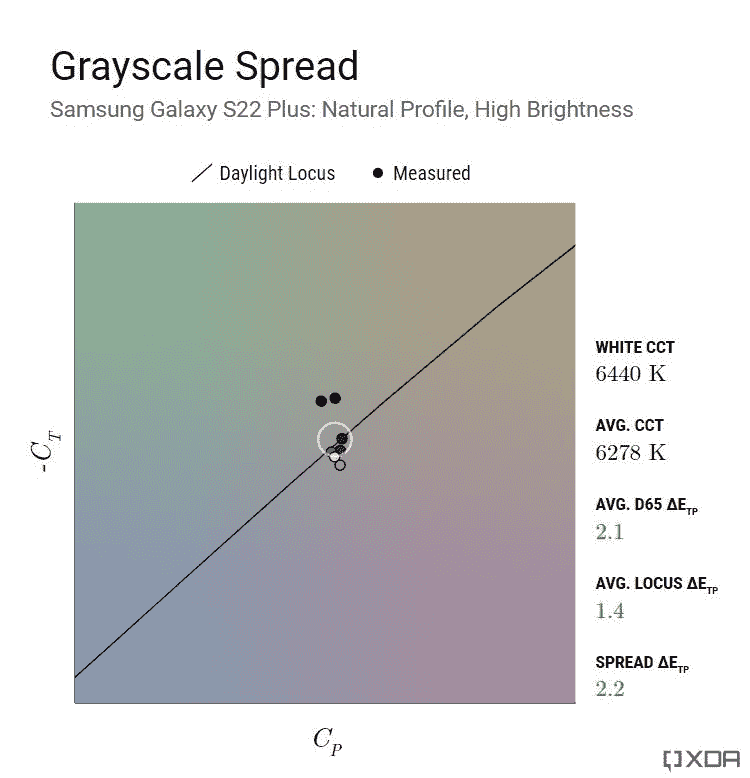 Grayscale Spread
Samsung Galaxy S22 Plus: Natural Profile, High Brightness
Daylight Locus
Measured
-C_T
WHITE CCT
6440 K
AVG. CCT
6278 K
AVG. D65 ΔE_TP
2.1
AVG. LOCUS ΔE_TP
1.4
SPREAD ΔE_TP
2.2
C_P
XDA